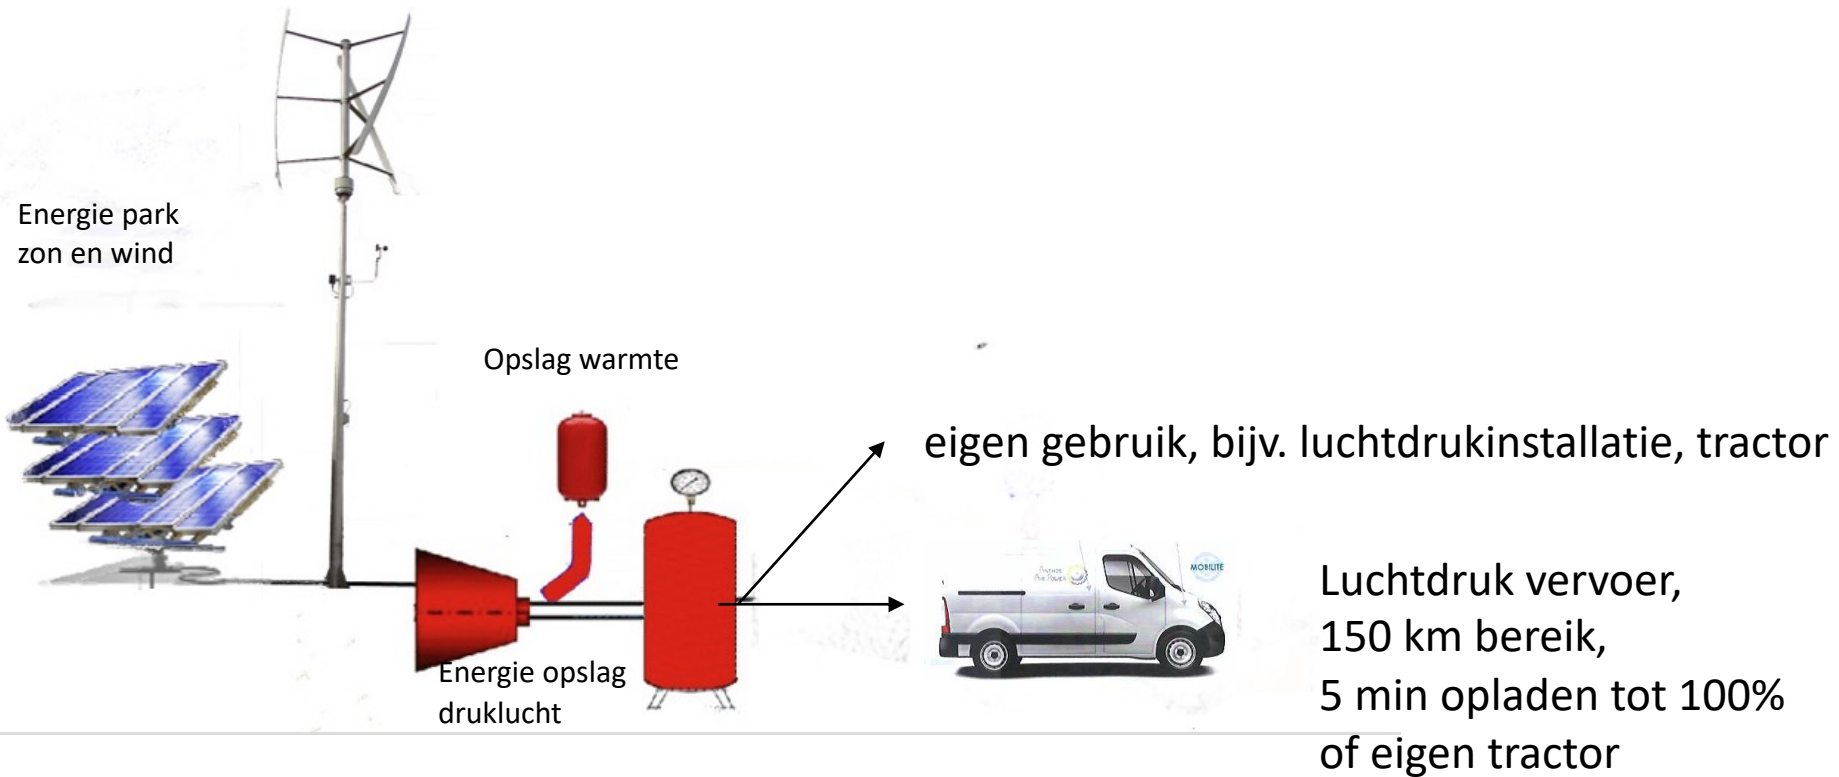 Energie park
zon en wind
Opslag warmte
eigen gebruik, bijv. luchtdrukinstallatie, tractor
MOBILITÉ
Luchtdruk vervoer,
150 km bereik,
5 min opladen tot 100%
of eigen tractor
Energie opslag
druklucht